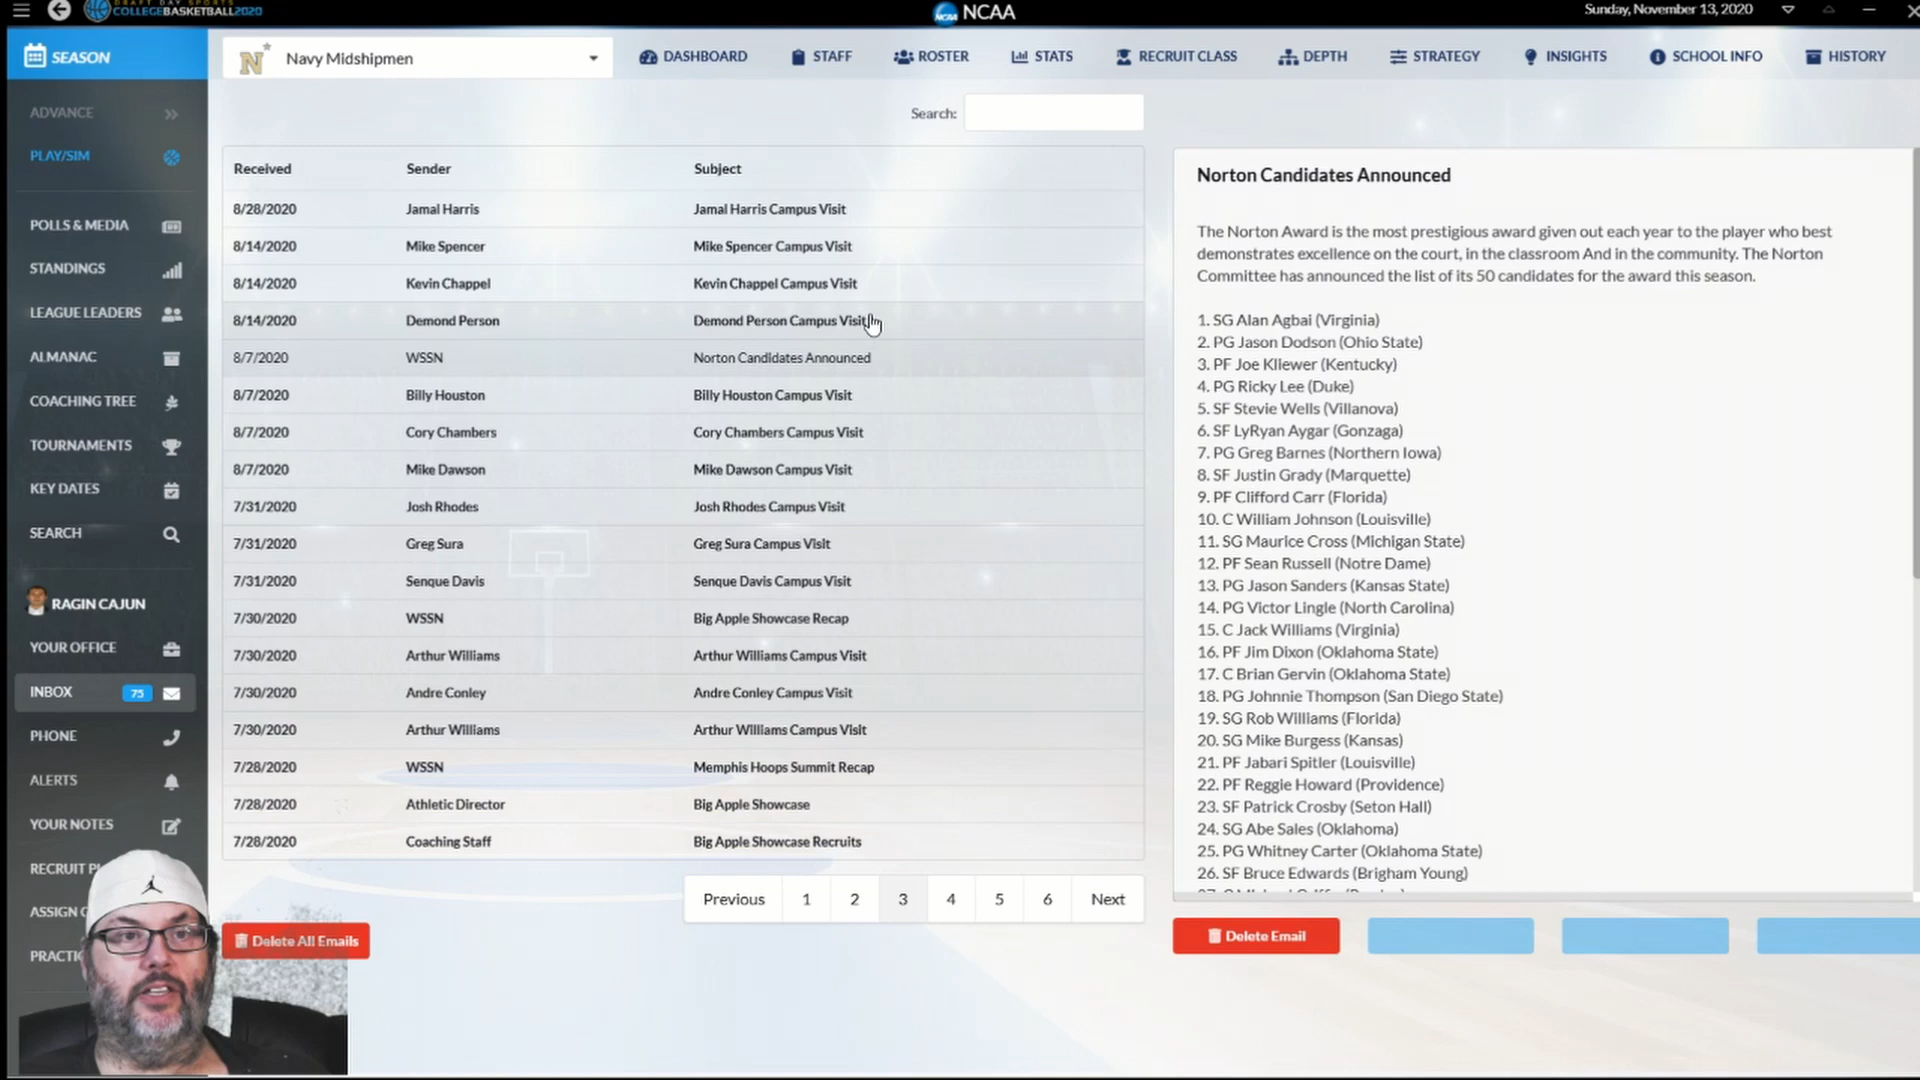 DRAFT DAY SPORTS
COLLEGEBASKETBALL2020
NCAA NCAA
Sunday, November 13, 2020
SEASON
N
Navy Midshipmen
DASHBOARD
STAFF
ROSTER
STATS
RECRUIT CLASS
DEPTH
STRATEGY
INSIGHTS
SCHOOL INFO
HISTORY
ADVANCE
PLAY/SIM
POLLS & MEDIA
STANDINGS
LEAGUE LEADERS
ALMANAC
COACHING TREE
TOURNAMENTS
KEY DATES
SEARCH
RAGIN CAJUN
YOUR OFFICE
INBOX 75
PHONE
ALERTS
YOUR NOTES
RECRUIT
ASSIGN
Search:
Received Sender Subject
8/28/2020 Jamal Harris Jamal Harris Campus Visit
8/14/2020 Mike Spencer Mike Spencer Campus Visit
8/14/2020 Kevin Chappel Kevin Chappel Campus Visit
8/14/2020 Demond Person Demond Person Campus Visit
8/7/2020 WSSN Norton Candidates Announced
8/7/2020 Billy Houston Billy Houston Campus Visit
8/7/2020 Cory Chambers Cory Chambers Campus Visit
8/7/2020 Mike Dawson Mike Dawson Campus Visit
7/31/2020 Josh Rhodes Josh Rhodes Campus Visit
7/31/2020 Greg Sura Greg Sura Campus Visit
7/31/2020 Senque Davis Senque Davis Campus Visit
7/30/2020 WSSN Big Apple Showcase Recap
7/30/2020 Arthur Williams Arthur Williams Campus Visit
7/30/2020 Andre Conley Andre Conley Campus Visit
7/30/2020 Arthur Williams Arthur Williams Campus Visit
7/28/2020 WSSN Memphis Hoops Summit Recap
7/28/2020 Athletic Director Big Apple Showcase
7/28/2020 Coaching Staff Big Apple Showcase Recruits
Previous 1 2 3 4 5 6 Next
Delete All Emails
Norton Candidates Announced
The Norton Award is the most prestigious award given out each year to the player who best
demonstrates excellence on the court, in the classroom And in the community. The Norton
Committee has announced the list of its 50 candidates for the award this season.
1. SG Alan Agbai (Virginia)
2. PG Jason Dodson (Ohio State)
3. PF Joe Kliewer (Kentucky)
4. PG Ricky Lee (Duke)
5. SF Stevie Wells (Villanova)
6. SF LyRyan Aygar (Gonzaga)
7. PG Greg Barnes (Northern Iowa)
8. SF Justin Grady (Marquette)
9. PF Clifford Carr (Florida)
10. C William Johnson (Louisville)
11. SG Maurice Cross (Michigan State)
12. PF Sean Russell (Notre Dame)
13. PG Jason Sanders (Kansas State)
14. PG Victor Lingle (North Carolina)
15. C Jack Williams (Virginia)
16. PF Jim Dixon (Oklahoma State)
17. C Brian Gervin (Oklahoma State)
18. PG Johnnie Thompson (San Diego State)
19. SG Rob Williams (Florida)
20. SG Mike Burgess (Kansas)
21. PF Jabari Spitler (Louisville)
22. PF Reggie Howard (Providence)
23. SF Patrick Crosby (Seton Hall)
24. SG Abe Sales (Oklahoma)
25. PG Whitney Carter (Oklahoma State)
26. SF Bruce Edwards (Brigham Young)
Delete Email